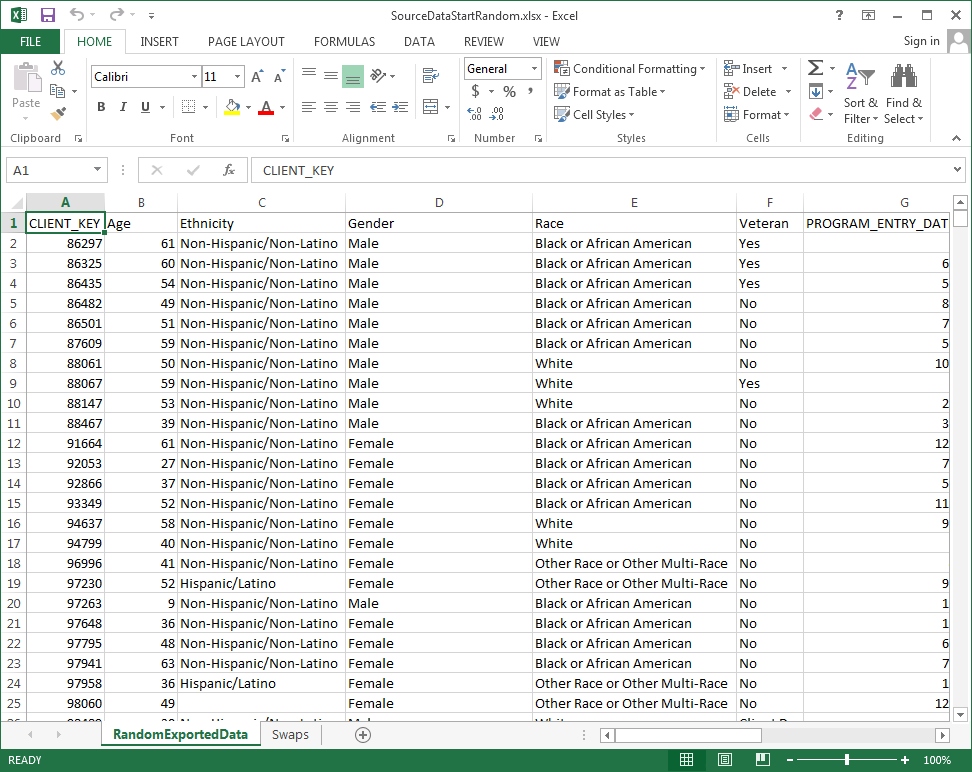 SourceDataStartRandom.xlsx - Excel
?
FILE HOME INSERT PAGE LAYOUT FORMULAS DATA REVIEW VIEW Sign in
Paste
Calibri 11
B I U A
General
$ % ,
Conditional Formatting
Format as Table
Cell Styles
Insert
Delete
Format
Sort & Filter
Find & Select
Clipboard Font Alignment Number Styles Cells Editing
A1 fx CLIENT_KEY
A B C D E F G
1 CLIENT_KEY Age Ethnicity Gender Race Veteran PROGRAM_ENTRY_DAT
2 86297 61 Non-Hispanic/Non-Latino Male Black or African American Yes
3 86325 60 Non-Hispanic/Non-Latino Male Black or African American Yes 6
4 86435 54 Non-Hispanic/Non-Latino Male Black or African American Yes 5
5 86482 49 Non-Hispanic/Non-Latino Male Black or African American No 8
6 86501 51 Non-Hispanic/Non-Latino Male Black or African American No 7
7 87609 59 Non-Hispanic/Non-Latino Male Black or African American No 5
8 88061 50 Non-Hispanic/Non-Latino Male White No 10
9 88067 59 Non-Hispanic/Non-Latino Male White Yes
10 88147 53 Non-Hispanic/Non-Latino Male White No 2
11 88467 39 Non-Hispanic/Non-Latino Male Black or African American No 3
12 91664 61 Non-Hispanic/Non-Latino Female Black or African American No 12
13 92053 27 Non-Hispanic/Non-Latino Female Black or African American No 7
14 92866 37 Non-Hispanic/Non-Latino Female Black or African American No 5
15 93349 52 Non-Hispanic/Non-Latino Female Black or African American No 11
16 94637 58 Non-Hispanic/Non-Latino Female White No 9
17 94799 40 Non-Hispanic/Non-Latino Female White No
18 96996 41 Non-Hispanic/Non-Latino Female Other Race or Other Multi-Race No
19 97230 52 Hispanic/Latino Female Other Race or Other Multi-Race No 9
20 97263 9 Non-Hispanic/Non-Latino Male Black or African American No 1
21 97648 36 Non-Hispanic/Non-Latino Female Black or African American No 1
22 97795 48 Non-Hispanic/Non-Latino Female Black or African American No 6
23 97941 63 Non-Hispanic/Non-Latino Female Black or African American No 7
24 97958 36 Hispanic/Latino Female Other Race or Other Multi-Race No 1
25 98060 49 Female Other Race or Other Multi-Race No 12
RandomExportedData Swaps
READY 100%